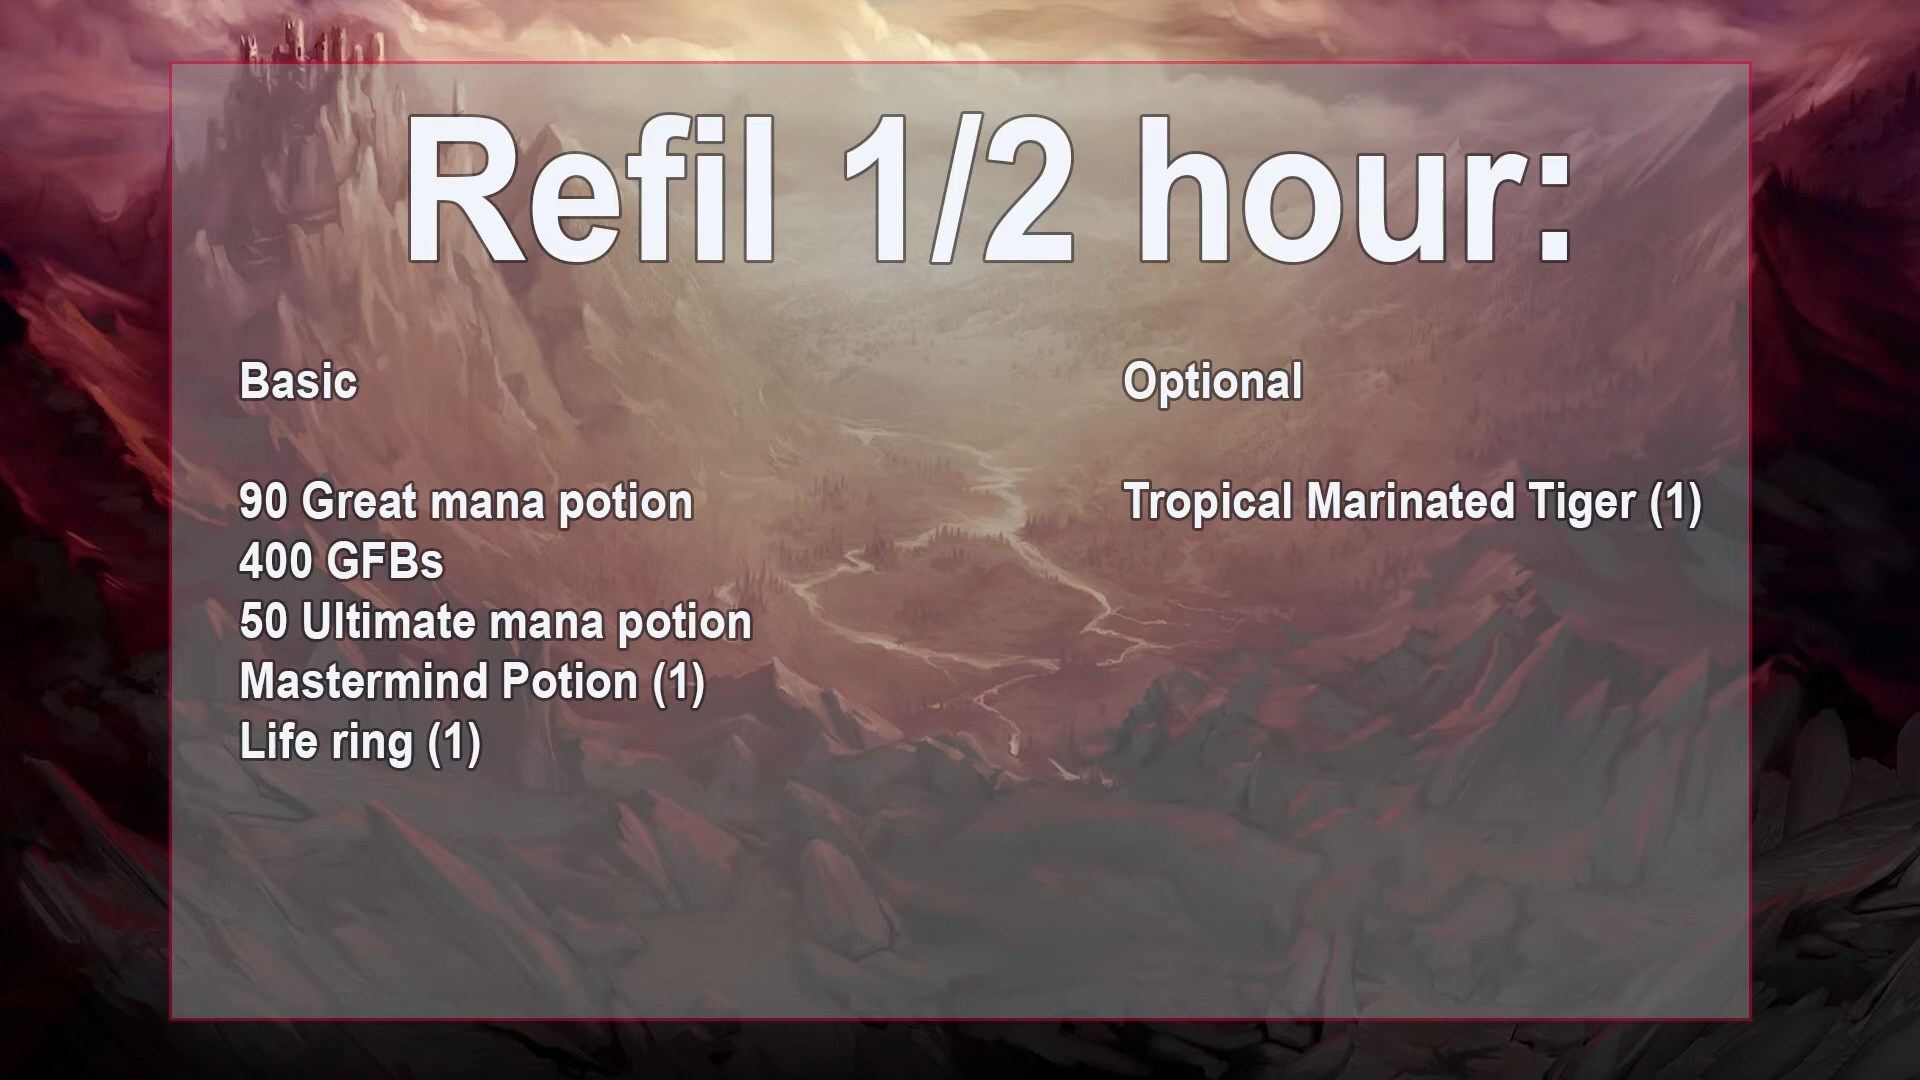 Refil 1/2 hour:
Basic
90 Great mana potion
400 GFBs
50 Ultimate mana potion
Mastermind Potion (1)
Life ring (1)
Optional
Tropical Marinated Tiger (1)